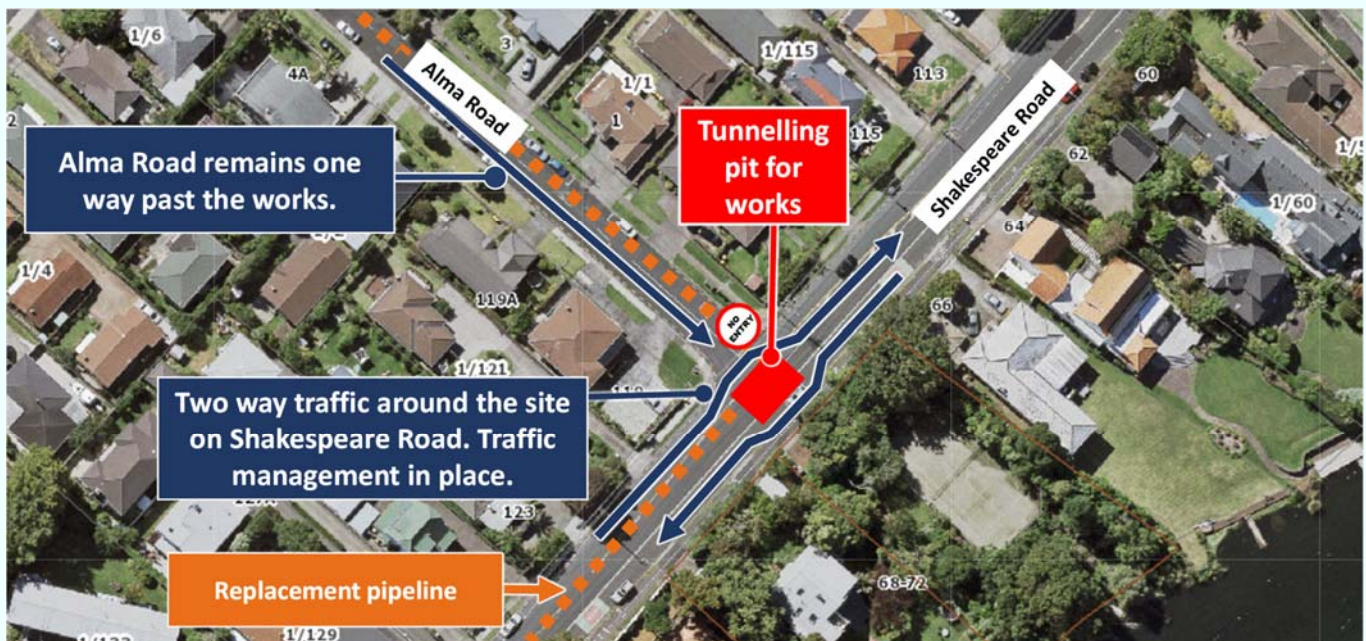 1/6
4A
3
Alma Road
1/1
1
1/115
113
115
60
Shakespeare Road
62
64
1/60
Tunnelling
pit for
works
Alma Road remains one
way past the works.
1/4
119A
66
NO
ENTRY
1/121
Two way traffic around the site
on Shakespeare Road. Traffic
management in place.
123
Replacement pipeline
68-72
1/129